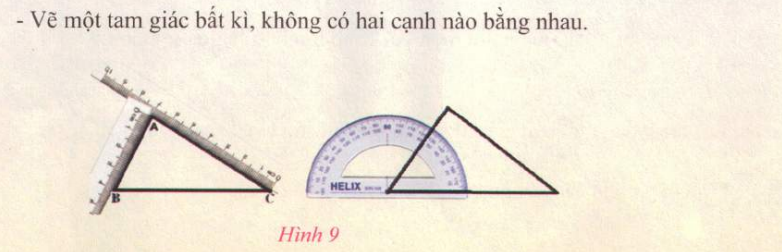 - Vẽ một tam giác bất kì, không có hai cạnh nào bằng nhau.
A
B
C
HELIX
Hình 9